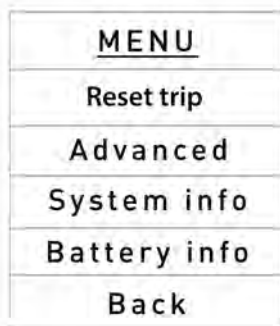 MENU
Reset trip
Advanced
System info
Battery info
Back